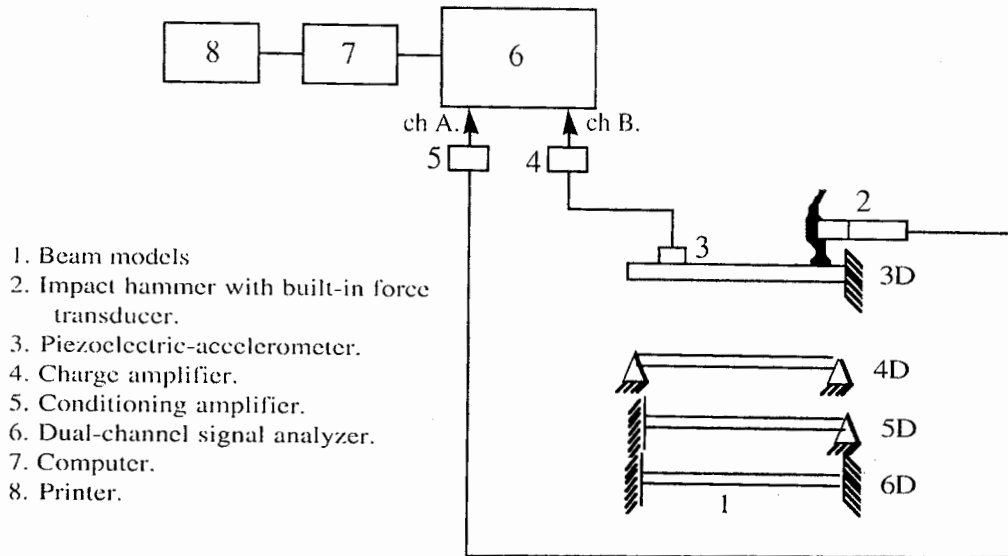 8
7
6
ch A.
ch B.
5
4
2
3
3D
1. Beam models
2. Impact hammer with built-in force
transducer.
3. Piezoelectric-accelerometer.
4. Charge amplifier.
5. Conditioning amplifier.
6. Dual-channel signal analyzer.
7. Computer.
8. Printer.
4D
5D
6D
1